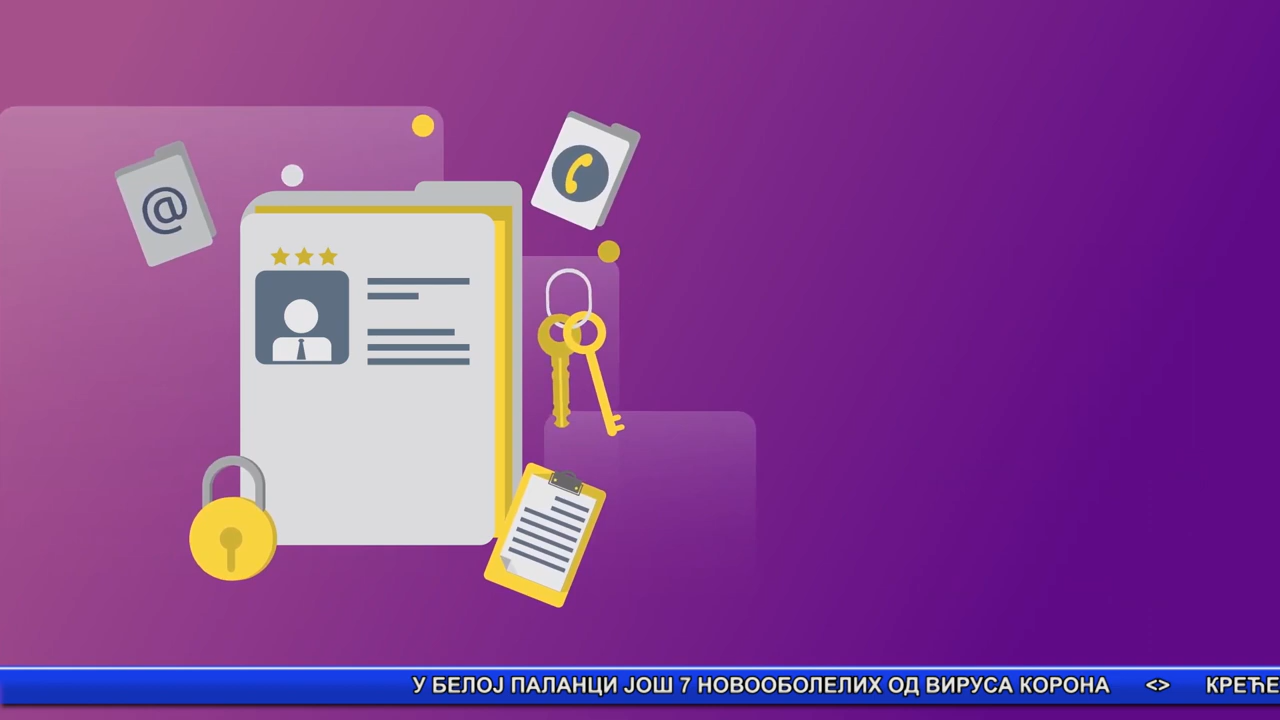 @
У БЕЛОЈ ПАЛАНЦИ ЈОШ 7 НОВООБОЛЕЛИХ ОД ВИРУСА КОРОНА <> КРЕЋЕ